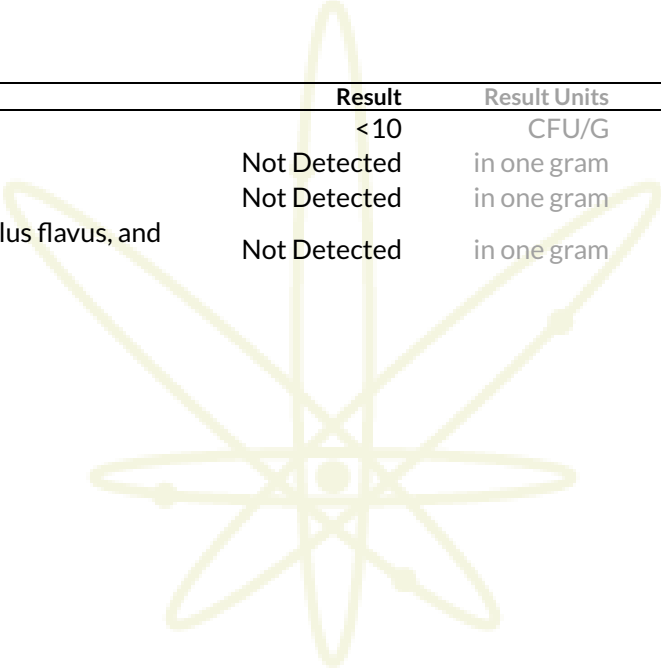 Result Result Units
<10 CFU/G
Not Detected in one gram
Not Detected in one gram
lus flavus, and
Not Detected in one gram